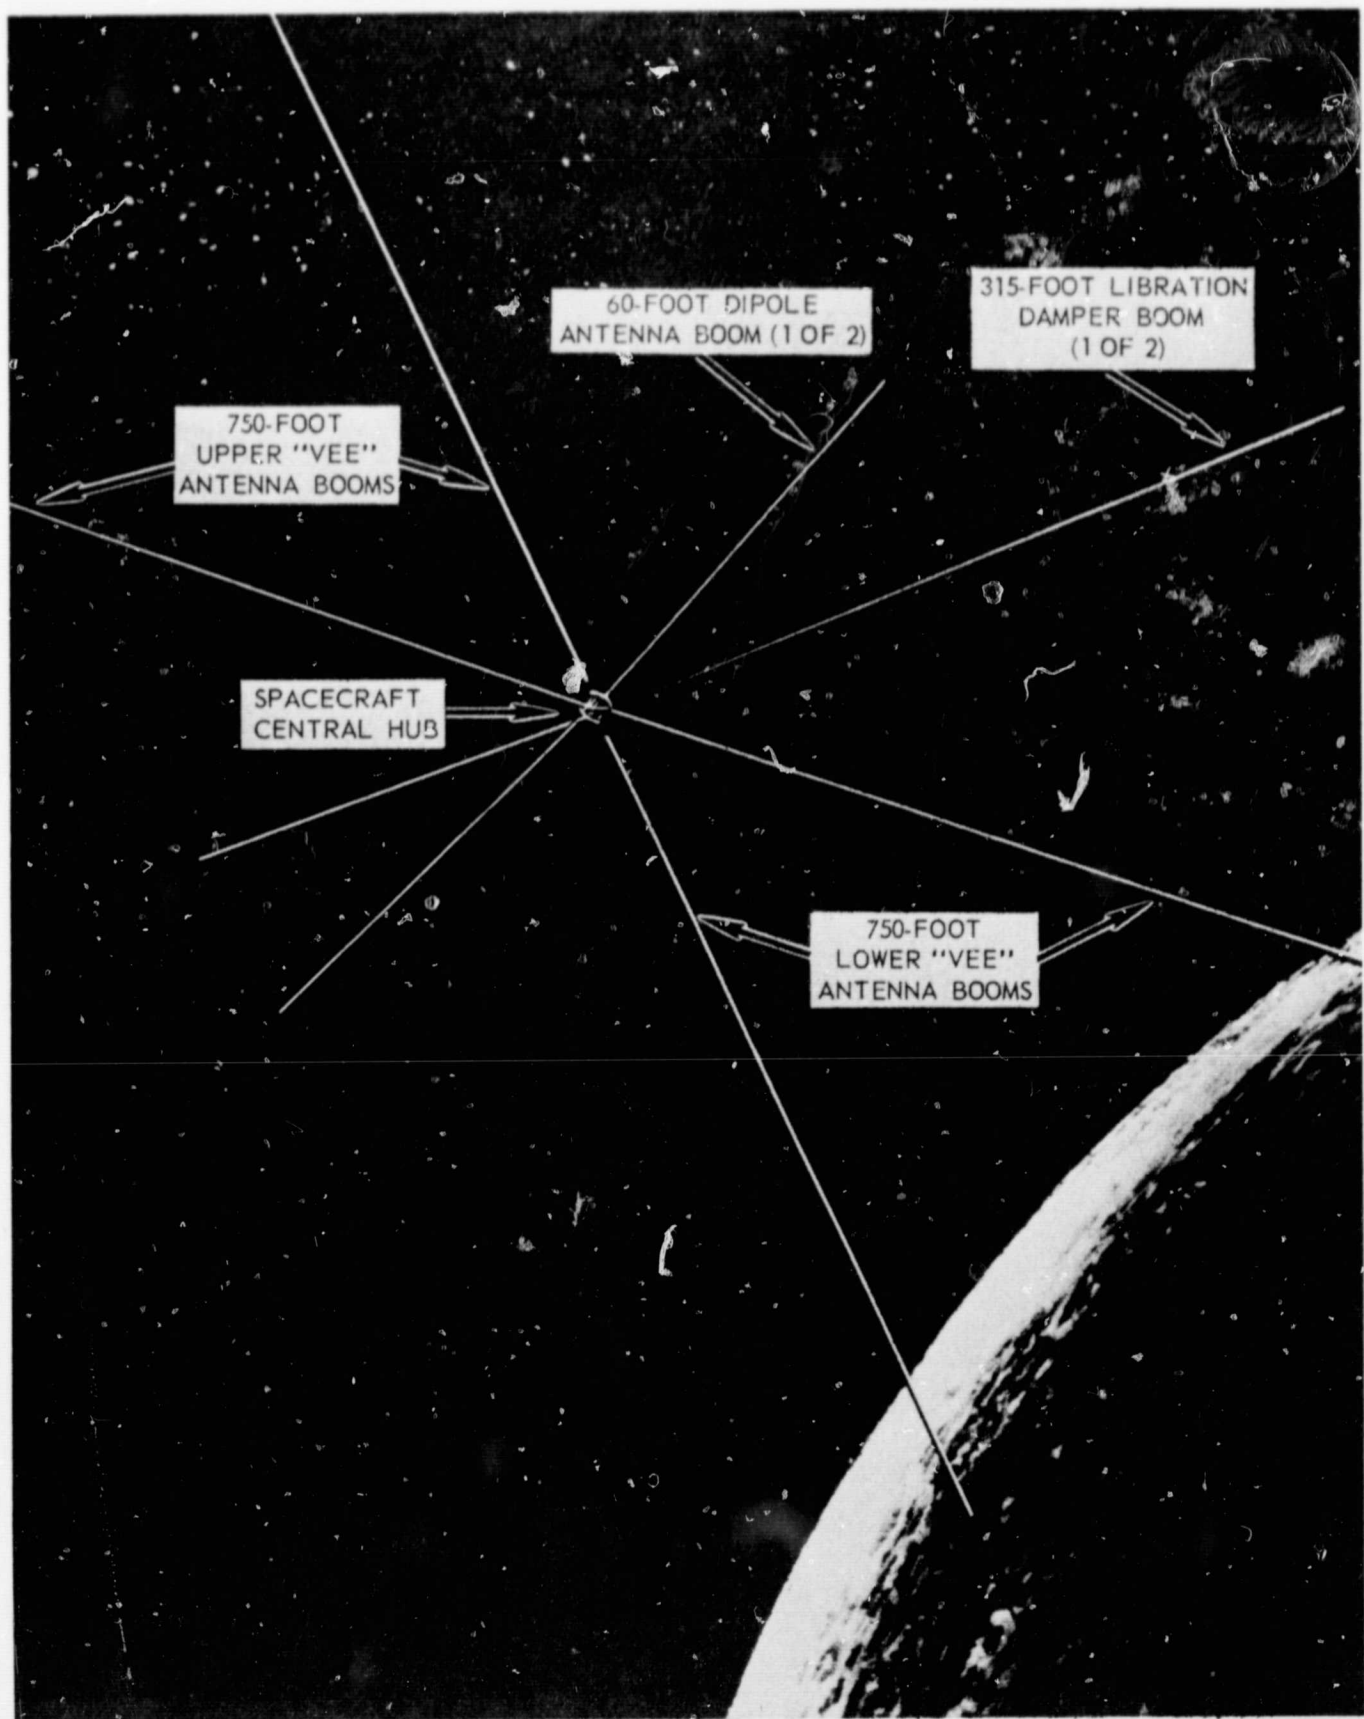 60-FOOT DIPOLE
ANTENNA BOOM (1 OF 2)
315-FOOT LIBRATION
DAMPER BOOM
(1 OF 2)
750-FOOT
UPPER "VEE"
ANTENNA BOOMS
SPACECRAFT
CENTRAL HUB
750-FOOT
LOWER "VEE"
ANTENNA BOOMS